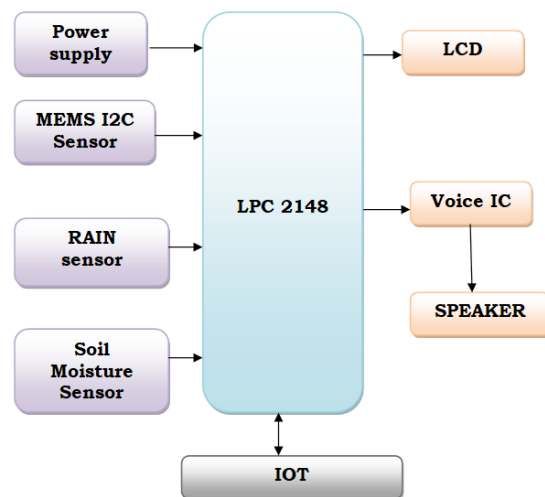 Power
supply
MEMS I2C
Sensor
RAIN
sensor
Soil
Moisture
Sensor
LPC 2148
LCD
Voice IC
SPEAKER
IOT